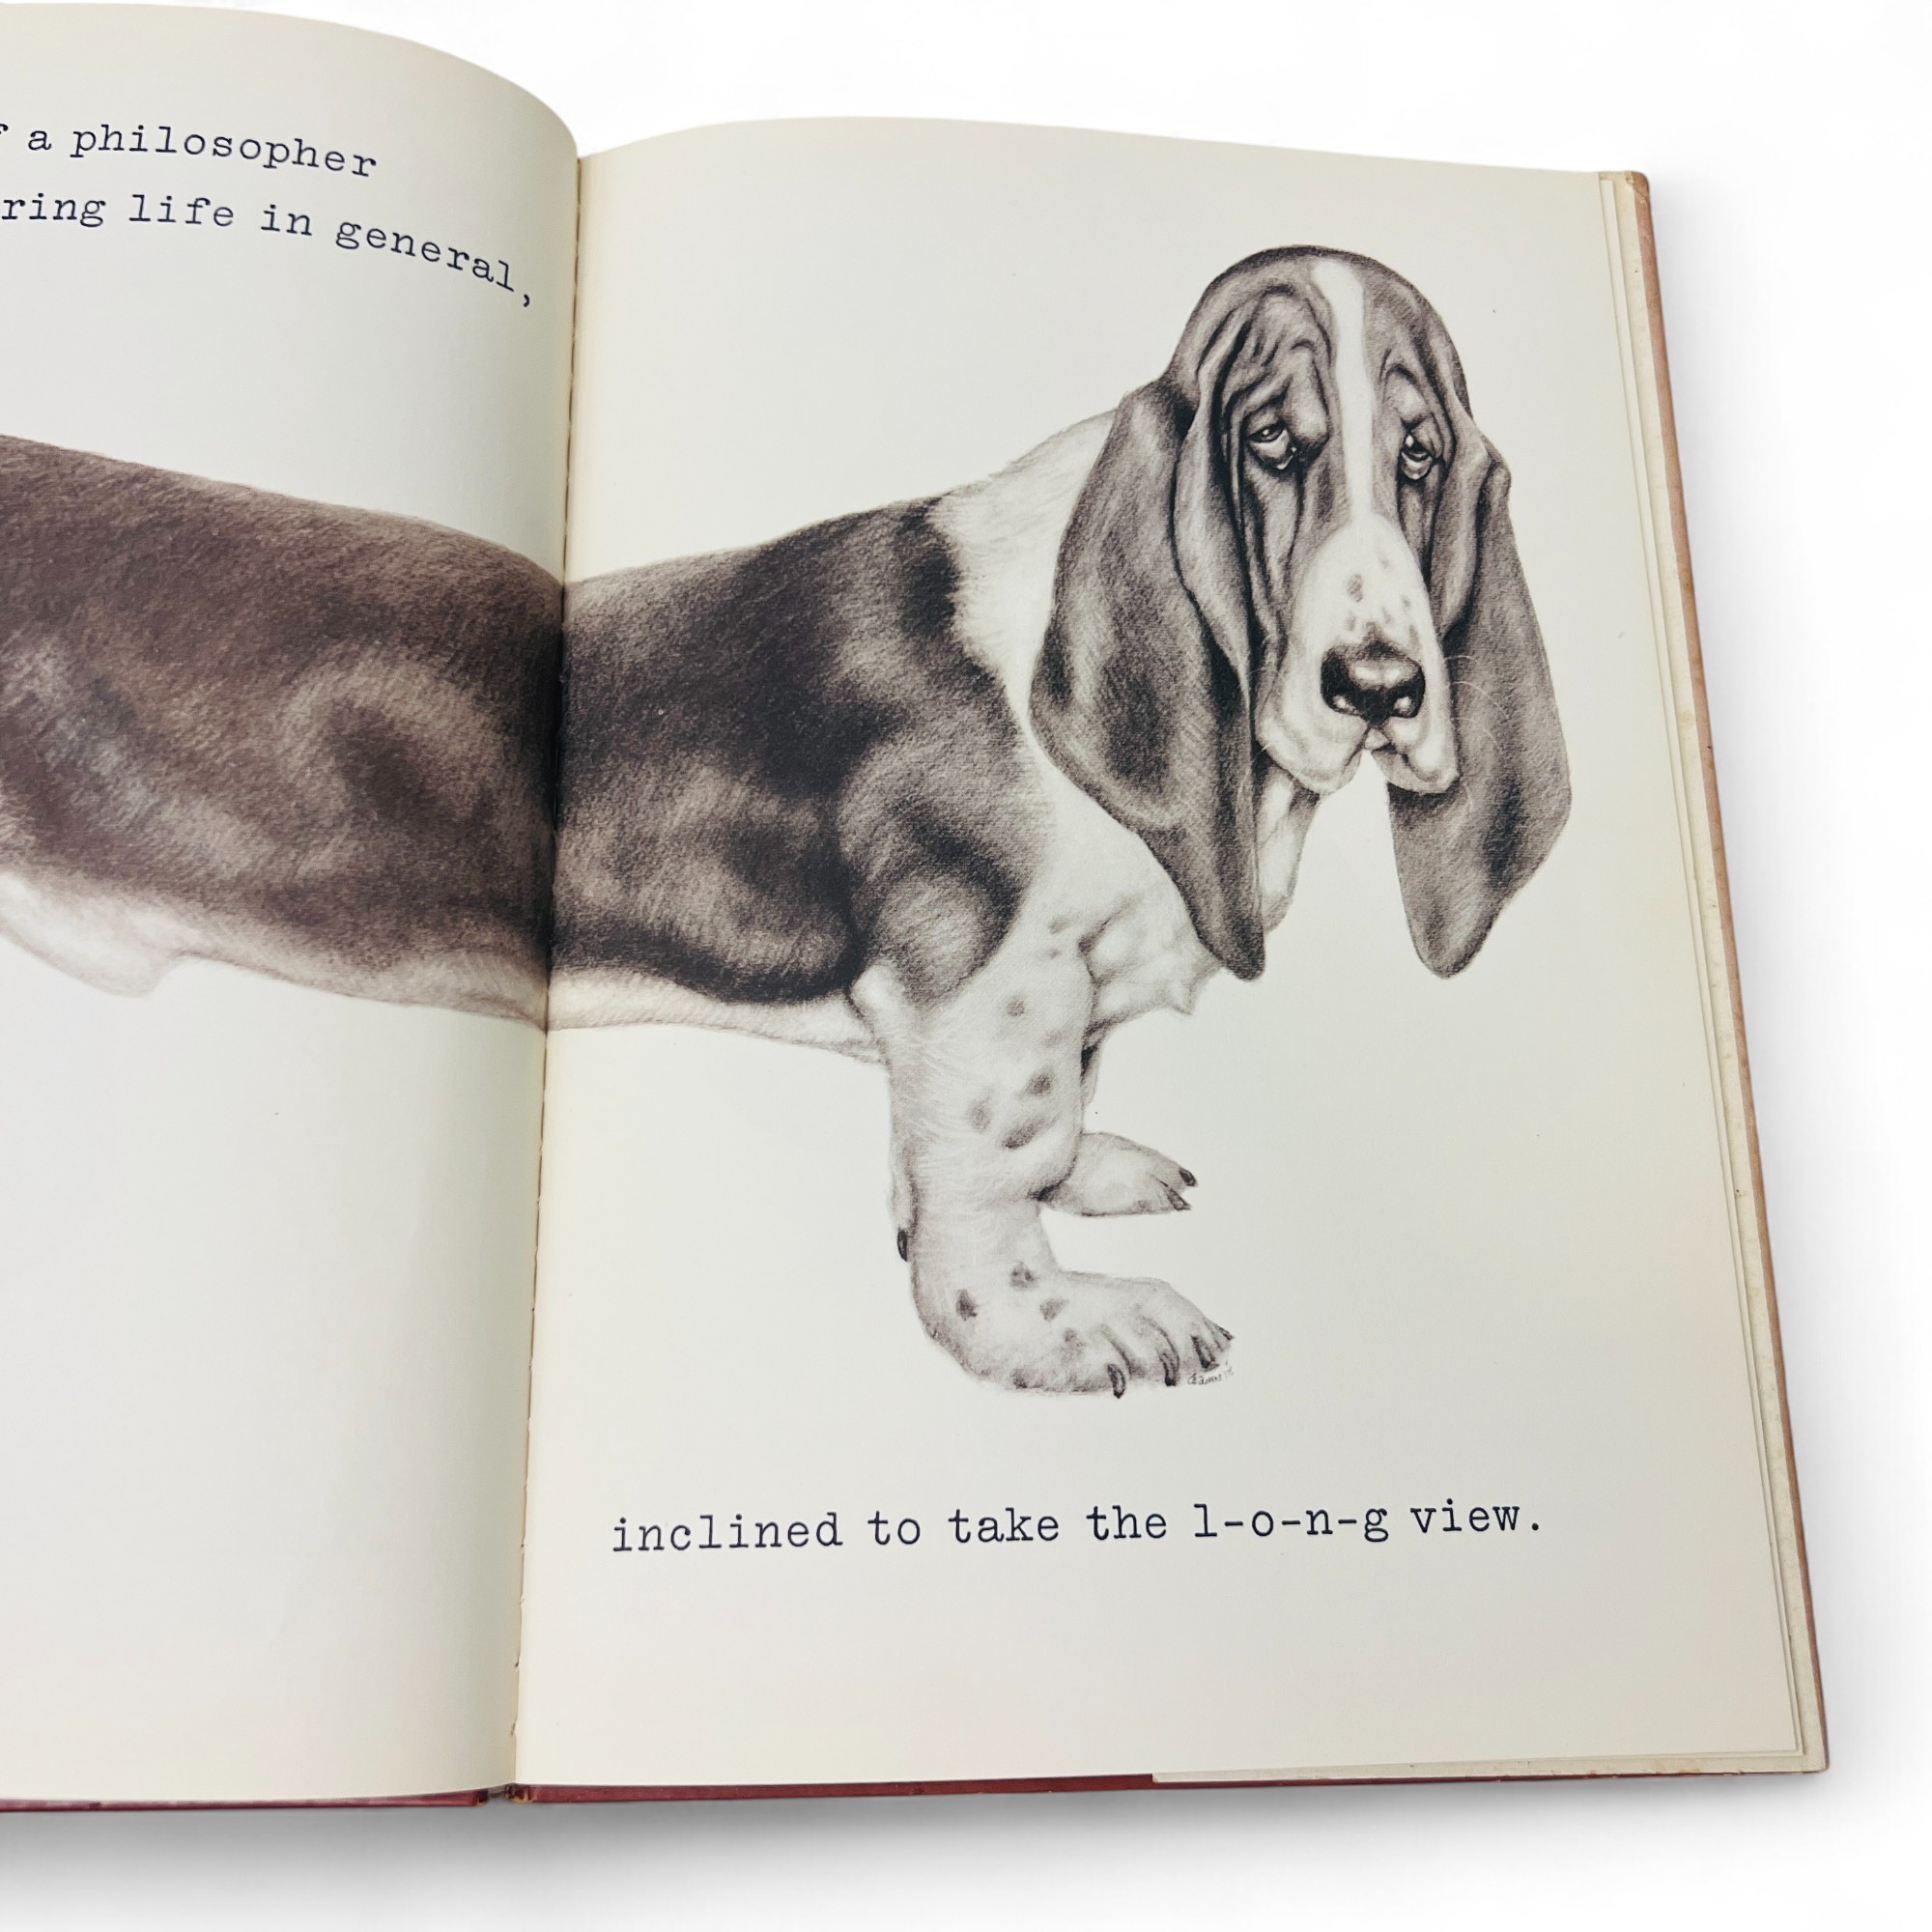 a philosopher
ring life in general,
inclined to take the l-o-n-g view.